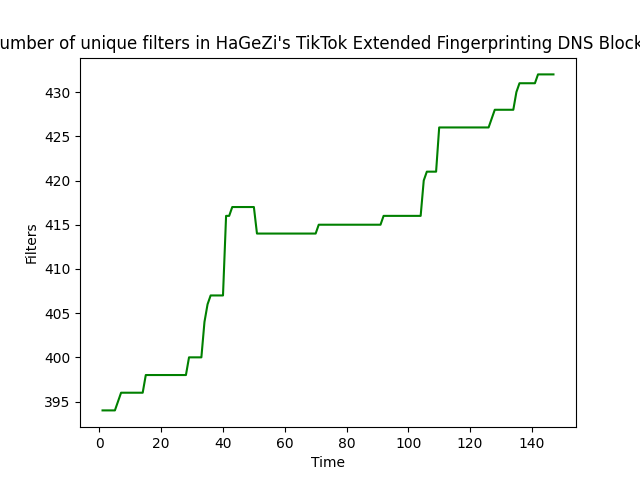 umber of unique filters in HaGeZi's TikTok Extended Fingerprinting DNS Block
430
425
420
415
410
405
400
395
Filters
0 20 40 60 80 100 120 140
Time